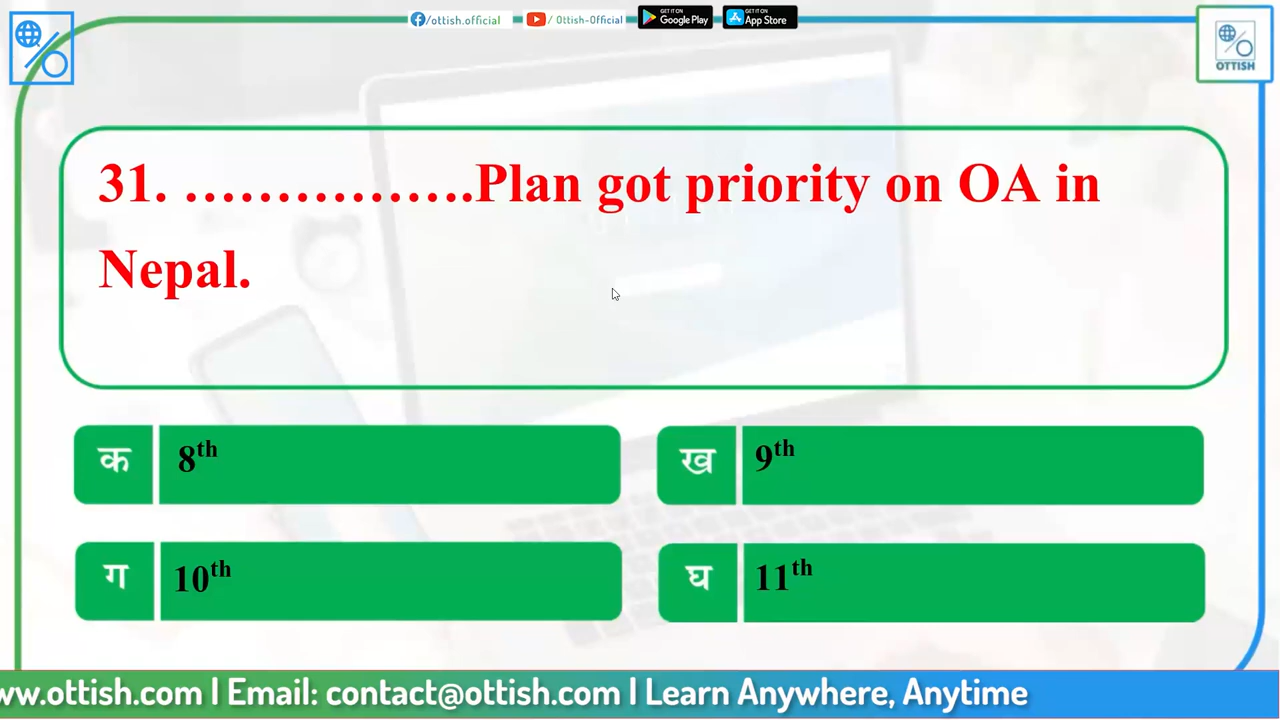 /ottish.official
/ Ottish-Official
GET IT ON
Google Play
GET IT ON
App Store
OTTISH
31. …………….Plan got priority on OA in
Nepal.
क 8th
ख 9th
ग 10th
घ 11th
ww.ottish.com | Email: contact@ottish.com | Learn Anywhere, Anytime